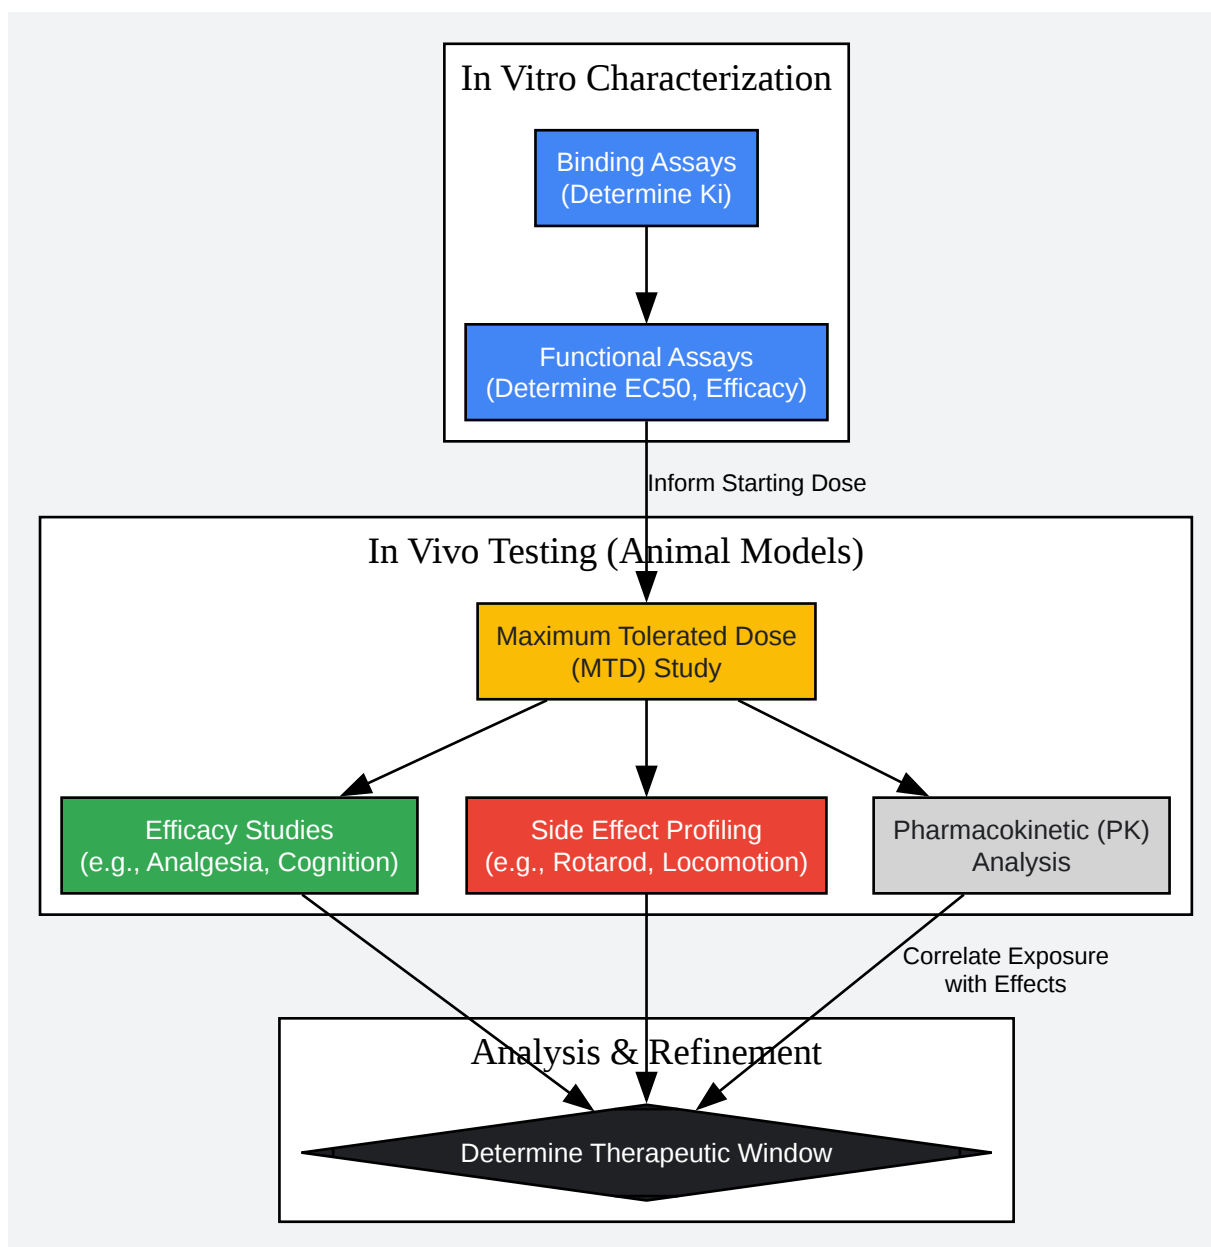 In Vitro Characterization
Binding Assays
(Determine Ki)
Functional Assays
(Determine EC50, Efficacy)
Inform Starting Dose
In Vivo Testing (Animal Models)
Maximum Tolerated Dose
(MTD) Study
Efficacy Studies
(e.g., Analgesia, Cognition)
Side Effect Profiling
(e.g., Rotarod, Locomotion)
Pharmacokinetic (PK)
Analysis
Correlate Exposure
with Effects
Analysis & Refinement
Determine Therapeutic Window